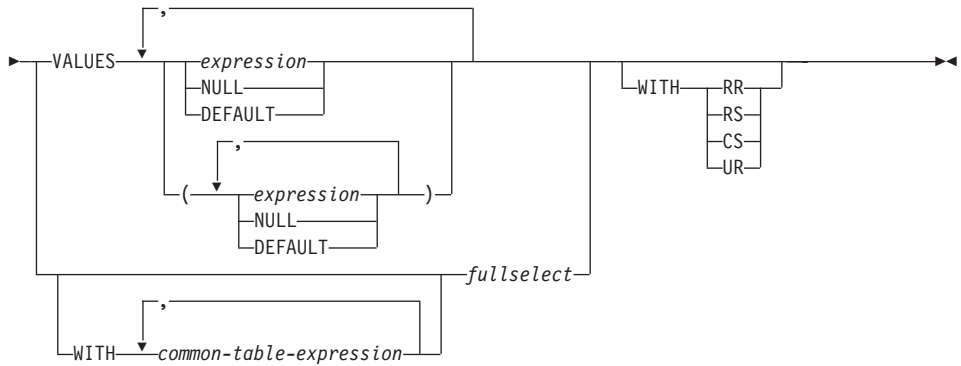 ,
VALUES expression
NULL
DEFAULT
WITH RR
RS
CS
UR
,
( expression )
NULL
DEFAULT
fullselect
,
WITH common-table-expression